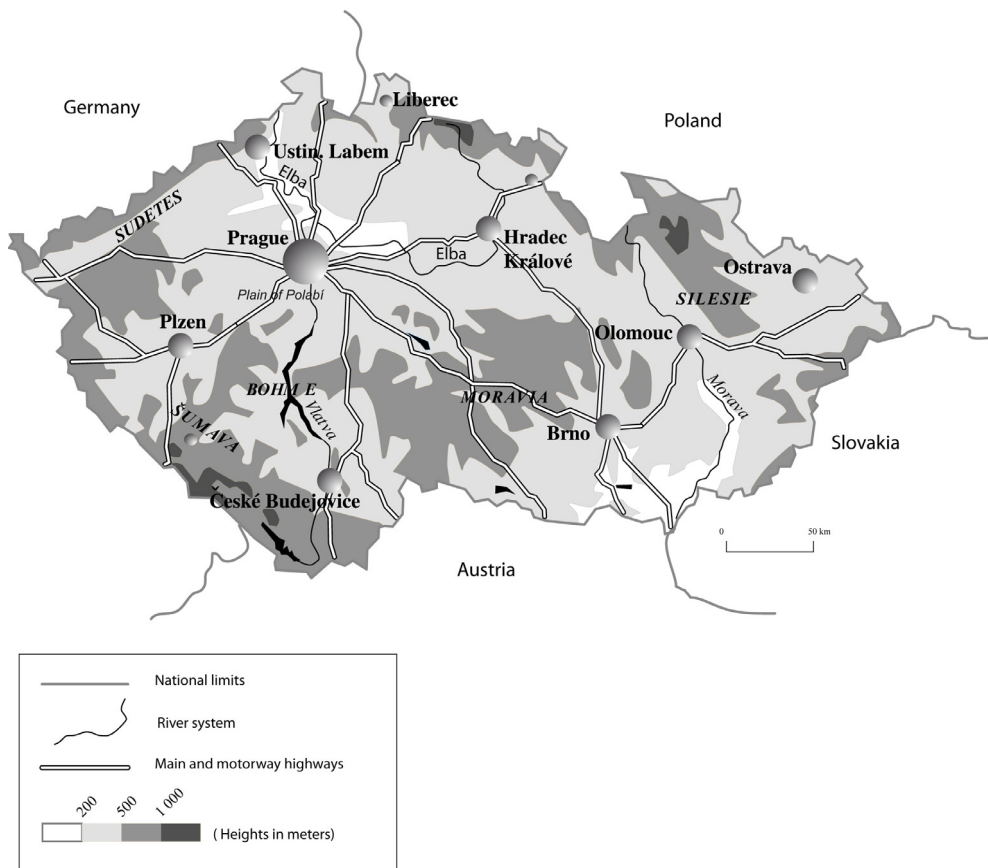 Germany
Liberec
Poland
Ustin. Labem
Elba
SUDETES
Prague
Hradec
Králové
Elba
Ostrava
Plain of Polabí
SILESIE
Plzen
Olomouc
BOHM E
Vlatva
MORAVIA
Morava
ŠUMAVA
Brno
Slovakia
České Budejovice
0 50 km
Austria
National limits
River system
Main and motorway highways
200 500 1 000
( Heights in meters)